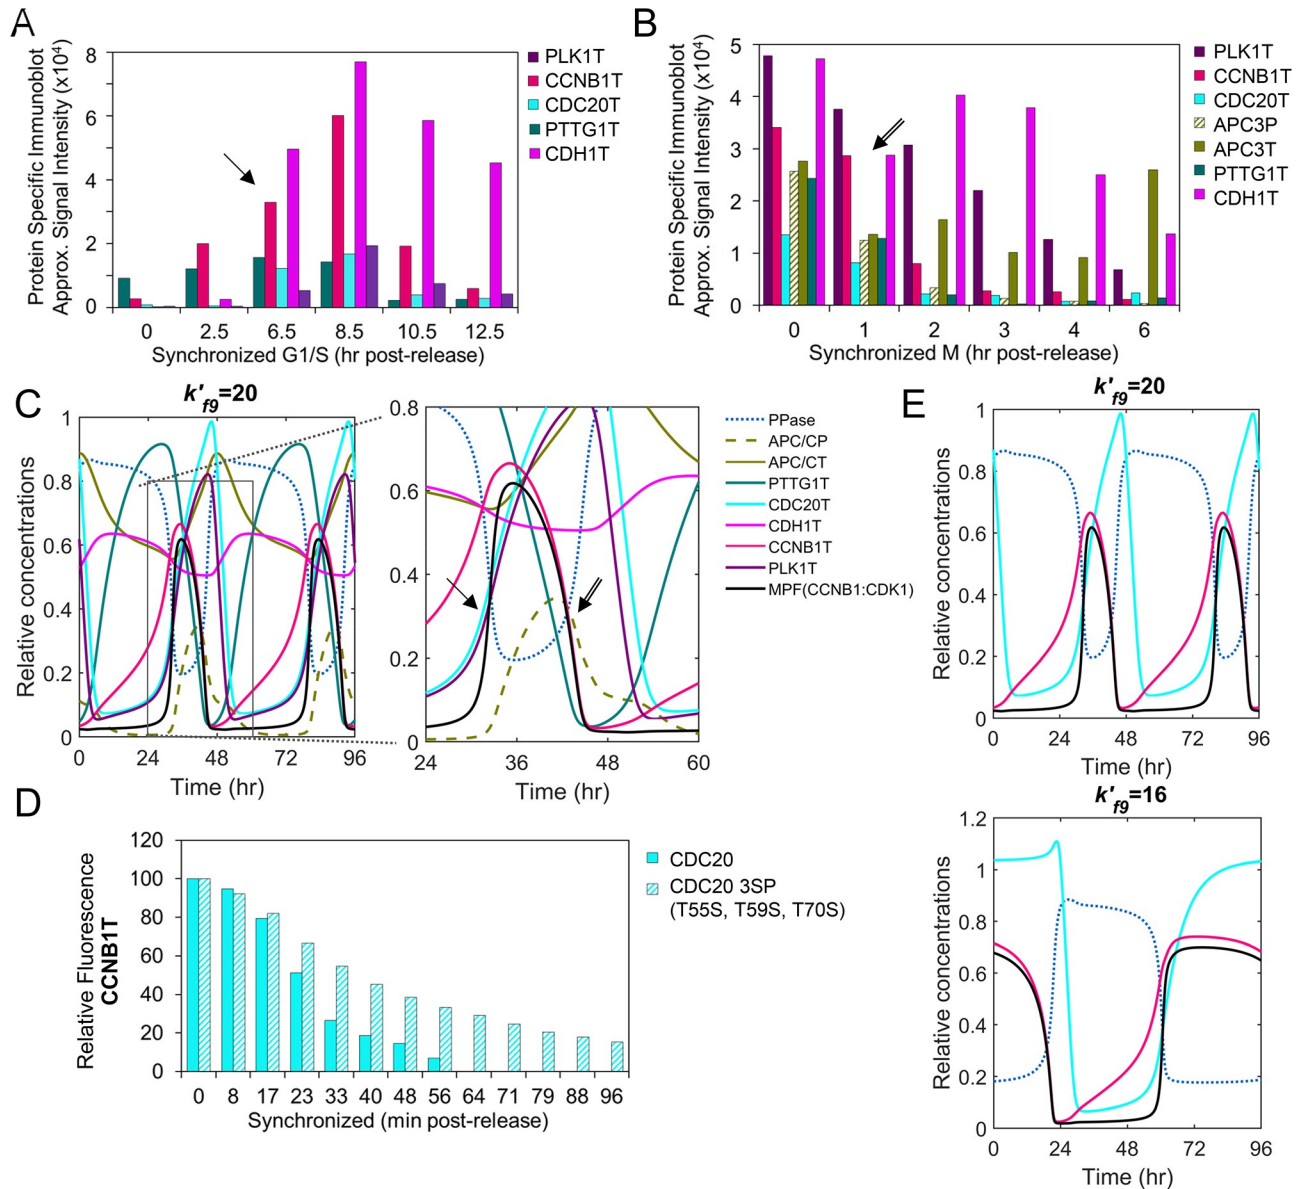 A
Protein Specific Immunoblot
Approx. Signal Intensity (x10⁴)
8
6
4
2
0
0
2.5
6.5
8.5
10.5
12.5
Synchronized G1/S (hr post-release)
PLK1T
CCNB1T
CDC20T
PTTG1T
CDH1T
B
Protein Specific Immunoblot
Approx. Signal Intensity (x10⁴)
5
4
3
2
1
0
0
1
2
3
4
6
Synchronized M (hr post-release)
PLK1T
CCNB1T
CDC20T
APC3P
APC3T
PTTG1T
CDH1T
C
k'f9=20
Relative concentrations
1
0.8
0.6
0.4
0.2
0
0
24
48
72
96
Time (hr)
0.8
0.6
0.4
0.2
0
24
36
48
60
Time (hr)
PPase
APC/CP
APC/CT
PTTG1T
CDC20T
CDH1T
CCNB1T
PLK1T
MPF(CCNB1:CDK1)
E
k'f9=20
Relative concentrations
1
0.8
0.6
0.4
0.2
0
0
24
48
72
96
Time (hr)
k'f9=16
Relative concentrations
1.2
1
0.8
0.6
0.4
0.2
0
0
24
48
72
96
Time (hr)
D
Relative Fluorescence
CCNB1T
120
100
80
60
40
20
0
0
8
17
23
33
40
48
56
64
71
79
88
96
Synchronized (min post-release)
CDC20
CDC20 3SP
(T55S, T59S, T70S)